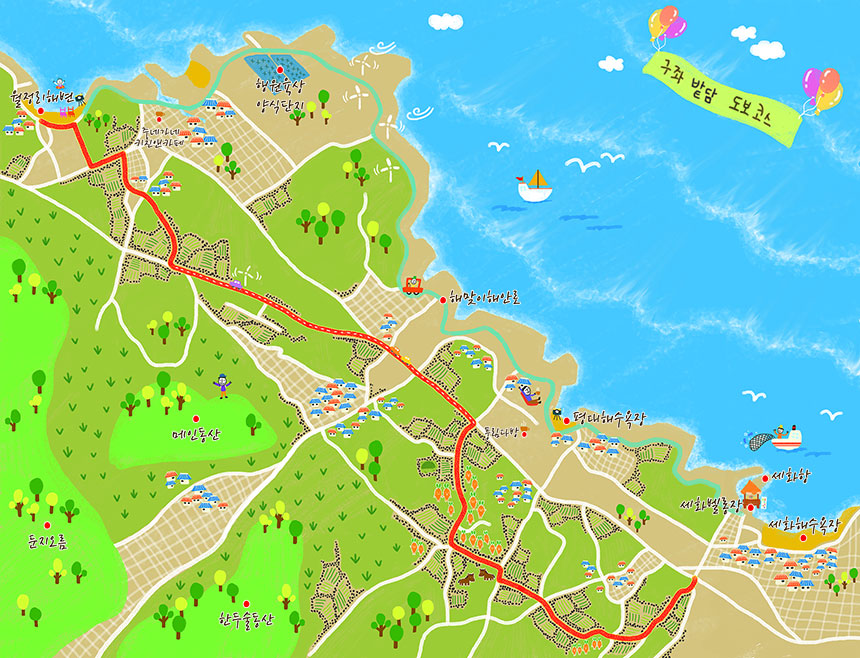 구좌 밭담 도보코스
월정리해변
행원육상
양식단지
해맞이해안로
평대해수욕장
메인동산
세화항
세화벨롱장
세화해수욕장
둔지오름
한두술동산